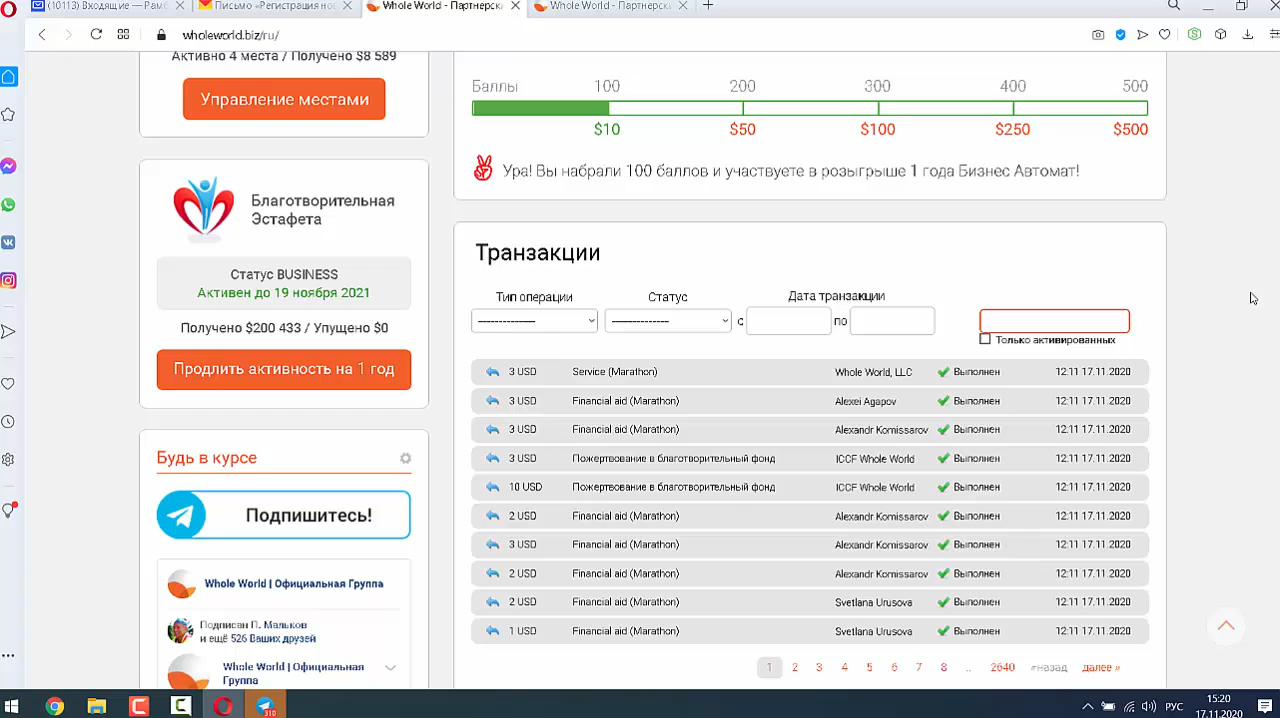 (10113) Входящие — Рамб
Письмо «Регистрация нов
Whole World - Партнерска
Whole World - Партнерска
wholeworld.biz/ru/
Активно 4 места / Получено $8 589
Управление местами
Баллы 100 200 300 400 500
$10 $50 $100 $250 $500
Ура! Вы набрали 100 баллов и участвуете в розыгрыше 1 года Бизнес Автомат!
Благотворительная
Эстафета
Статус BUSINESS
Активен до 19 ноября 2021
Получено $200 433 / Упущено $0
Продлить активность на 1 год
Будь в курсе
Подпишитесь!
Whole World | Официальная Группа
Подписан П. Мальков
и ещё 526 Ваших друзей
Whole World | Официальная
Группа
Транзакции
Тип операции Статус Дата транзакции
-------------- -------------- с по
Только активированных
3 USD Service (Marathon) Whole World, LLC Выполнен 12:11 17.11.2020
3 USD Financial aid (Marathon) Alexei Agapov Выполнен 12:11 17.11.2020
3 USD Financial aid (Marathon) Alexandr Komissarov Выполнен 12:11 17.11.2020
3 USD Пожертвование в благотворительный фонд ICCF Whole World Выполнен 12:11 17.11.2020
10 USD Пожертвование в благотворительный фонд ICCF Whole World Выполнен 12:11 17.11.2020
2 USD Financial aid (Marathon) Alexandr Komissarov Выполнен 12:11 17.11.2020
3 USD Financial aid (Marathon) Alexandr Komissarov Выполнен 12:11 17.11.2020
2 USD Financial aid (Marathon) Alexandr Komissarov Выполнен 12:11 17.11.2020
2 USD Financial aid (Marathon) Svetlana Urusova Выполнен 12:11 17.11.2020
1 USD Financial aid (Marathon) Svetlana Urusova Выполнен 12:11 17.11.2020
1 2 3 4 5 6 7 8 .. 2640 «назад далее »
310
РУС
15:20
17.11.2020